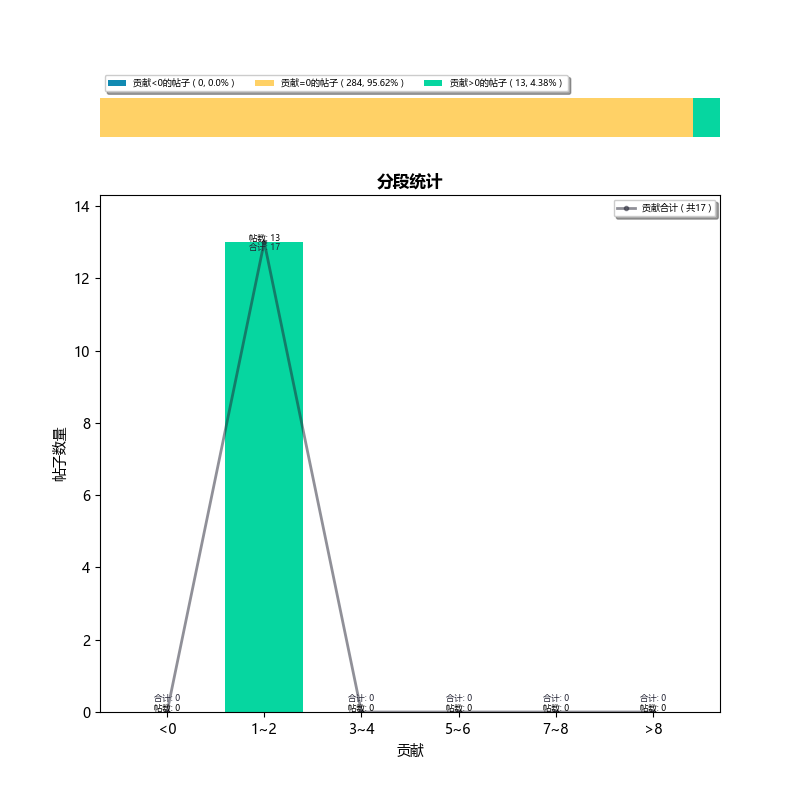 贡献<0的帖子 ( 0, 0.0% ) 贡献=0的帖子 ( 284, 95.62% ) 贡献>0的帖子 ( 13, 4.38% )
分段统计
贡献合计 ( 共17 )
14
12
10
8
6
4
2
0
帖子数量
帖数: 13
合计: 17
合计: 0 合计: 0 合计: 0 合计: 0 合计: 0
帖数: 0 帖数: 0 帖数: 0 帖数: 0 帖数: 0
<0 1~2 3~4 5~6 7~8 >8
贡献